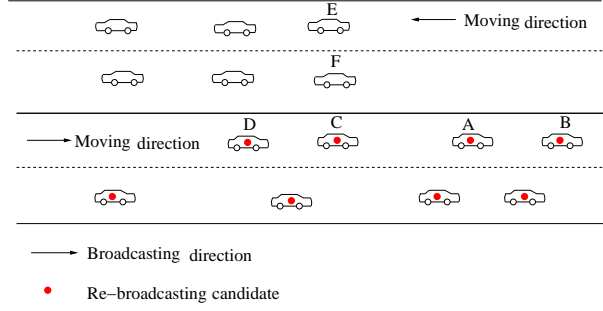 E
Moving direction
F
D C A B
Moving direction
Broadcasting direction
Re-broadcasting candidate